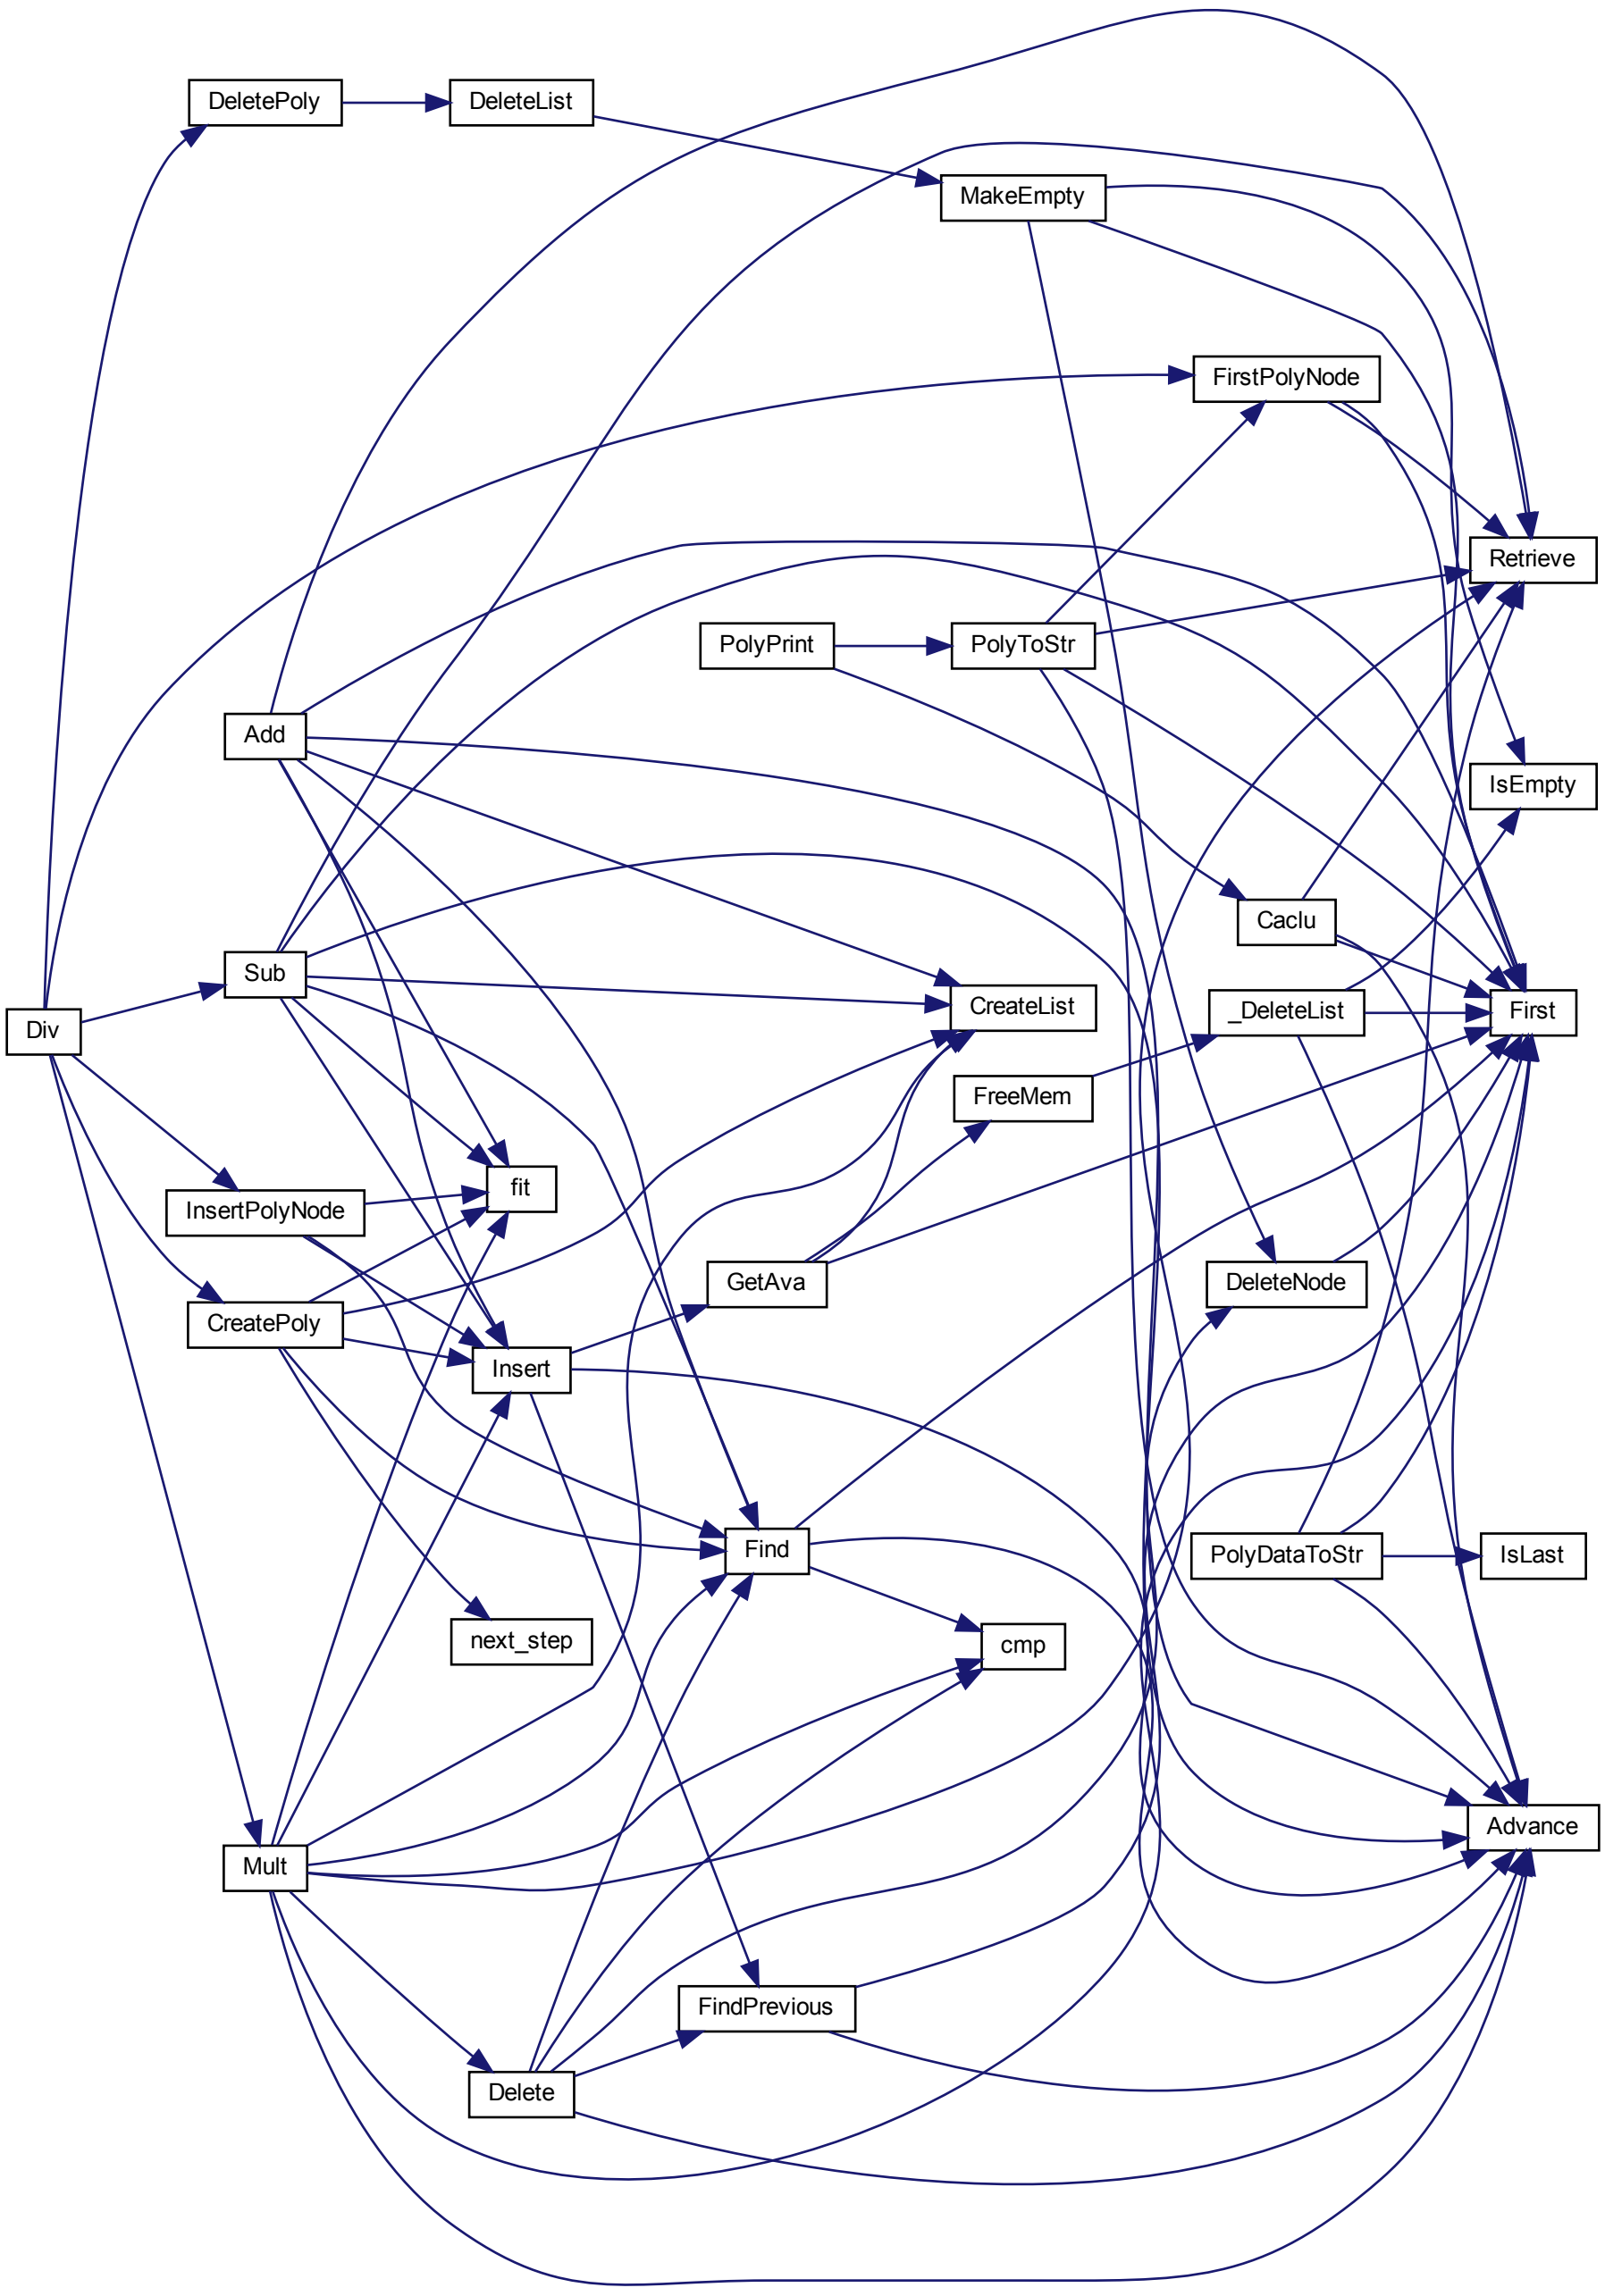 DeletePoly
DeleteList
MakeEmpty
FirstPolyNode
Retrieve
PolyPrint
PolyToStr
Add
IsEmpty
Caclu
Sub
CreateList
_DeleteList
First
Div
FreeMem
fit
InsertPolyNode
GetAva
DeleteNode
CreatePoly
Insert
Find
PolyDataToStr
IsLast
next_step
cmp
Advance
Mult
FindPrevious
Delete